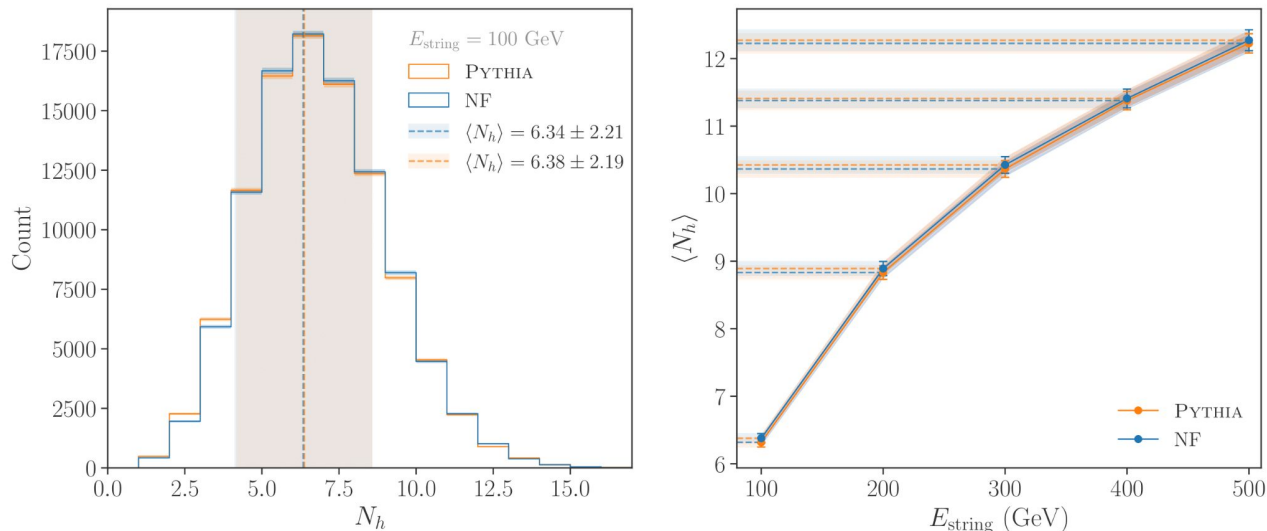 17500
15000
12500
10000
7500
5000
2500
0
Count
0.0 2.5 5.0 7.5 10.0 12.5 15.0
N_h
E_string = 100 GeV
PYTHIA
NF
⟨N_h⟩ = 6.34 ± 2.21
⟨N_h⟩ = 6.38 ± 2.19
12
11
10
9
8
7
6
⟨N_h⟩
100 200 300 400 500
E_string (GeV)
PYTHIA
NF